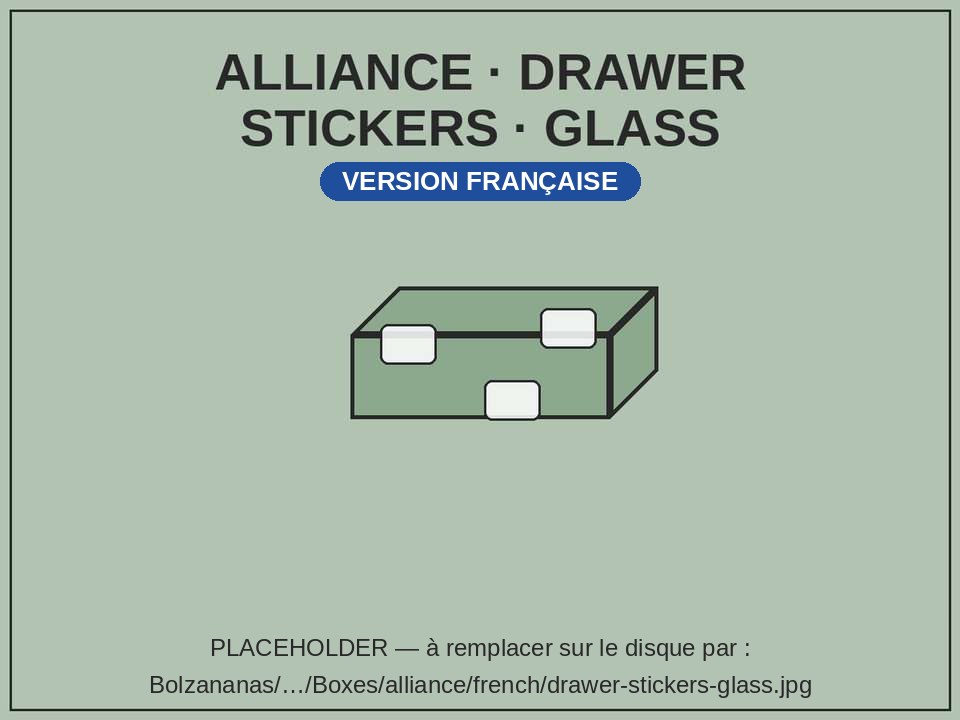 ALLIANCE · DRAWER
STICKERS · GLASS
VERSION FRANÇAISE
PLACEHOLDER — à remplacer sur le disque par :
Bolzananas/…/Boxes/alliance/french/drawer-stickers-glass.jpg